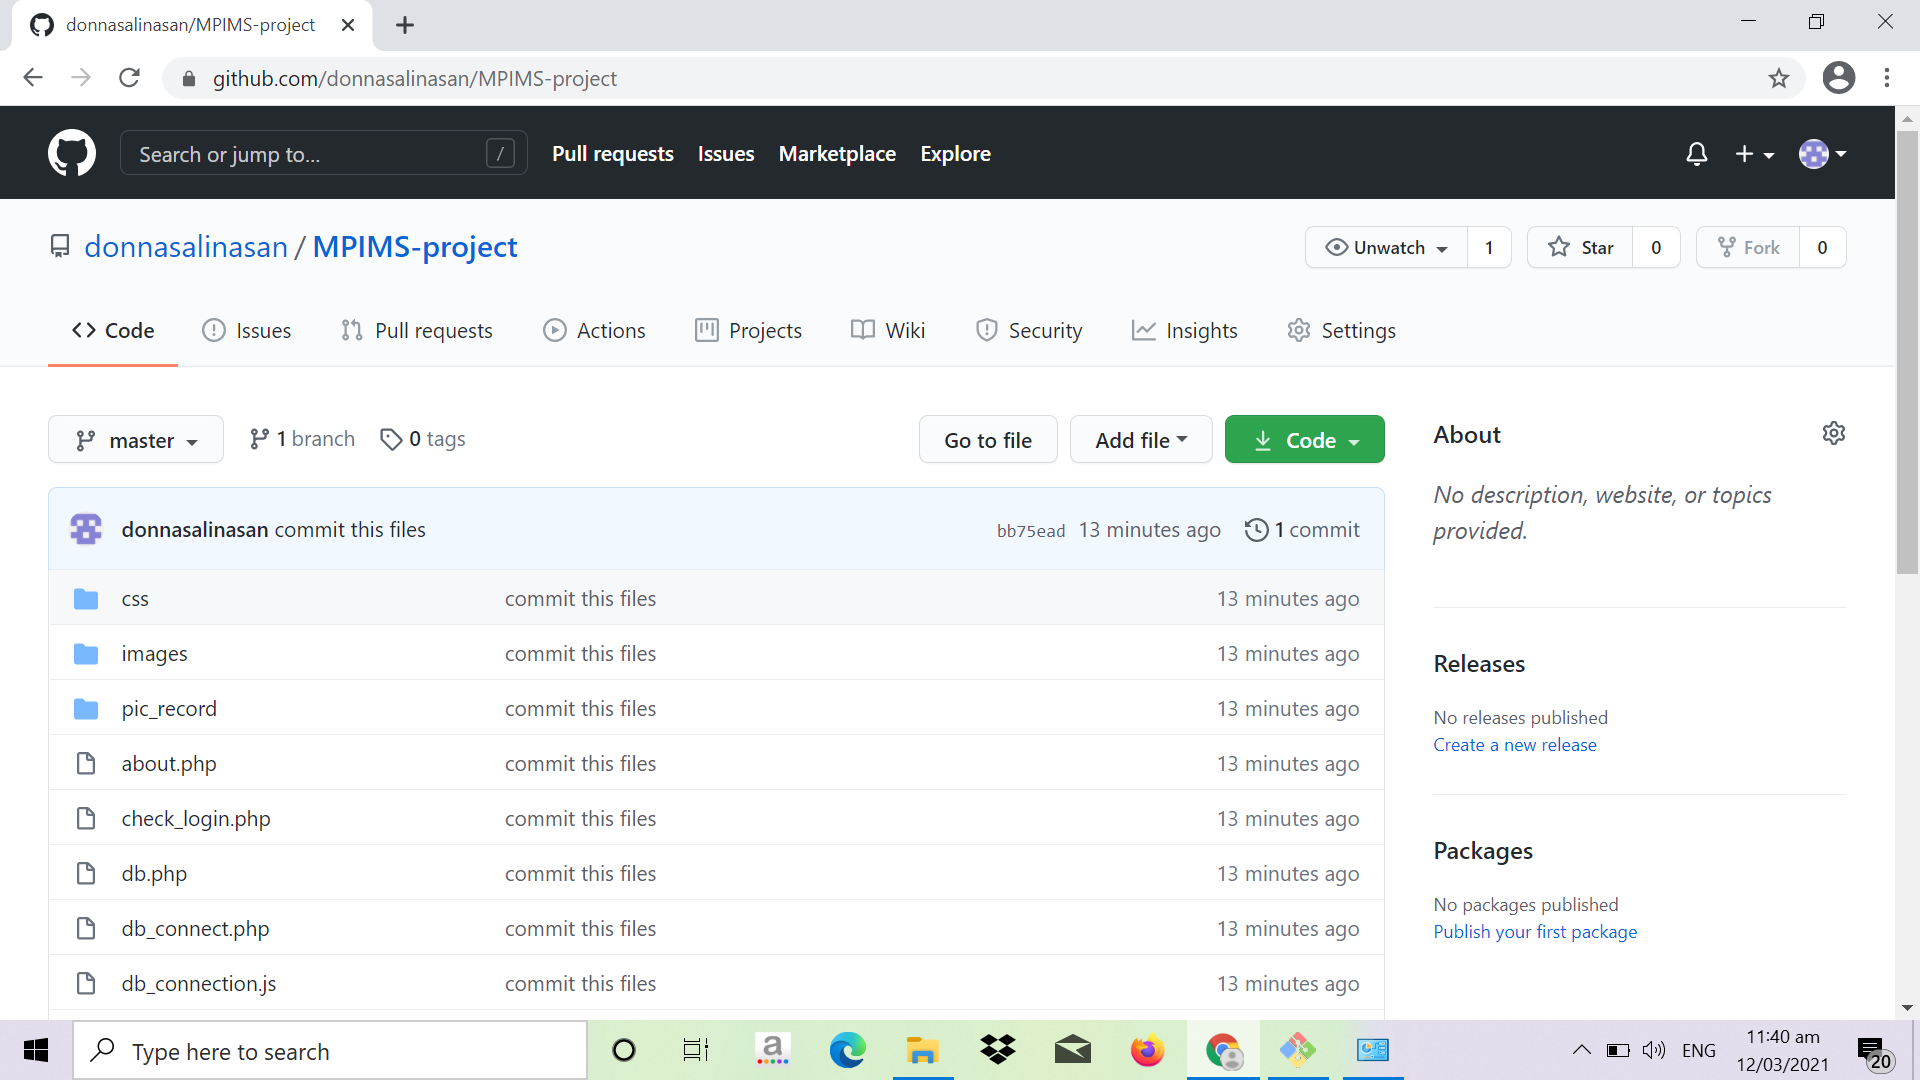 donnasalinasan/MPIMS-project
github.com/donnasalinasan/MPIMS-project
Search or jump to... /
Pull requests Issues Marketplace Explore
donnasalinasan / MPIMS-project
Unwatch 1 Star 0 Fork 0
Code Issues Pull requests Actions Projects Wiki Security Insights Settings
master 1 branch 0 tags Go to file Add file Code
About
No description, website, or topics
provided.
donnasalinasan commit this files bb75ead 13 minutes ago 1 commit
css commit this files 13 minutes ago
images commit this files 13 minutes ago
pic_record commit this files 13 minutes ago
about.php commit this files 13 minutes ago
check_login.php commit this files 13 minutes ago
db.php commit this files 13 minutes ago
db_connect.php commit this files 13 minutes ago
db_connection.js commit this files 13 minutes ago
Releases
No releases published
Create a new release
Packages
No packages published
Publish your first package
Type here to search
a
ENG
11:40 am
12/03/2021
20